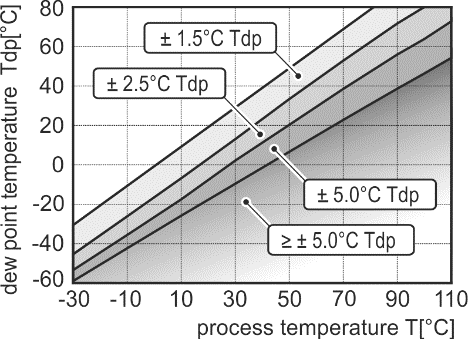 dew point temperature Tdp[°C]
80
60
40
20
0
-20
-40
-60
± 1.5°C Tdp
± 2.5°C Tdp
± 5.0°C Tdp
≥ ± 5.0°C Tdp
-30 -10 10 30 50 70 90 110
process temperature T[°C]